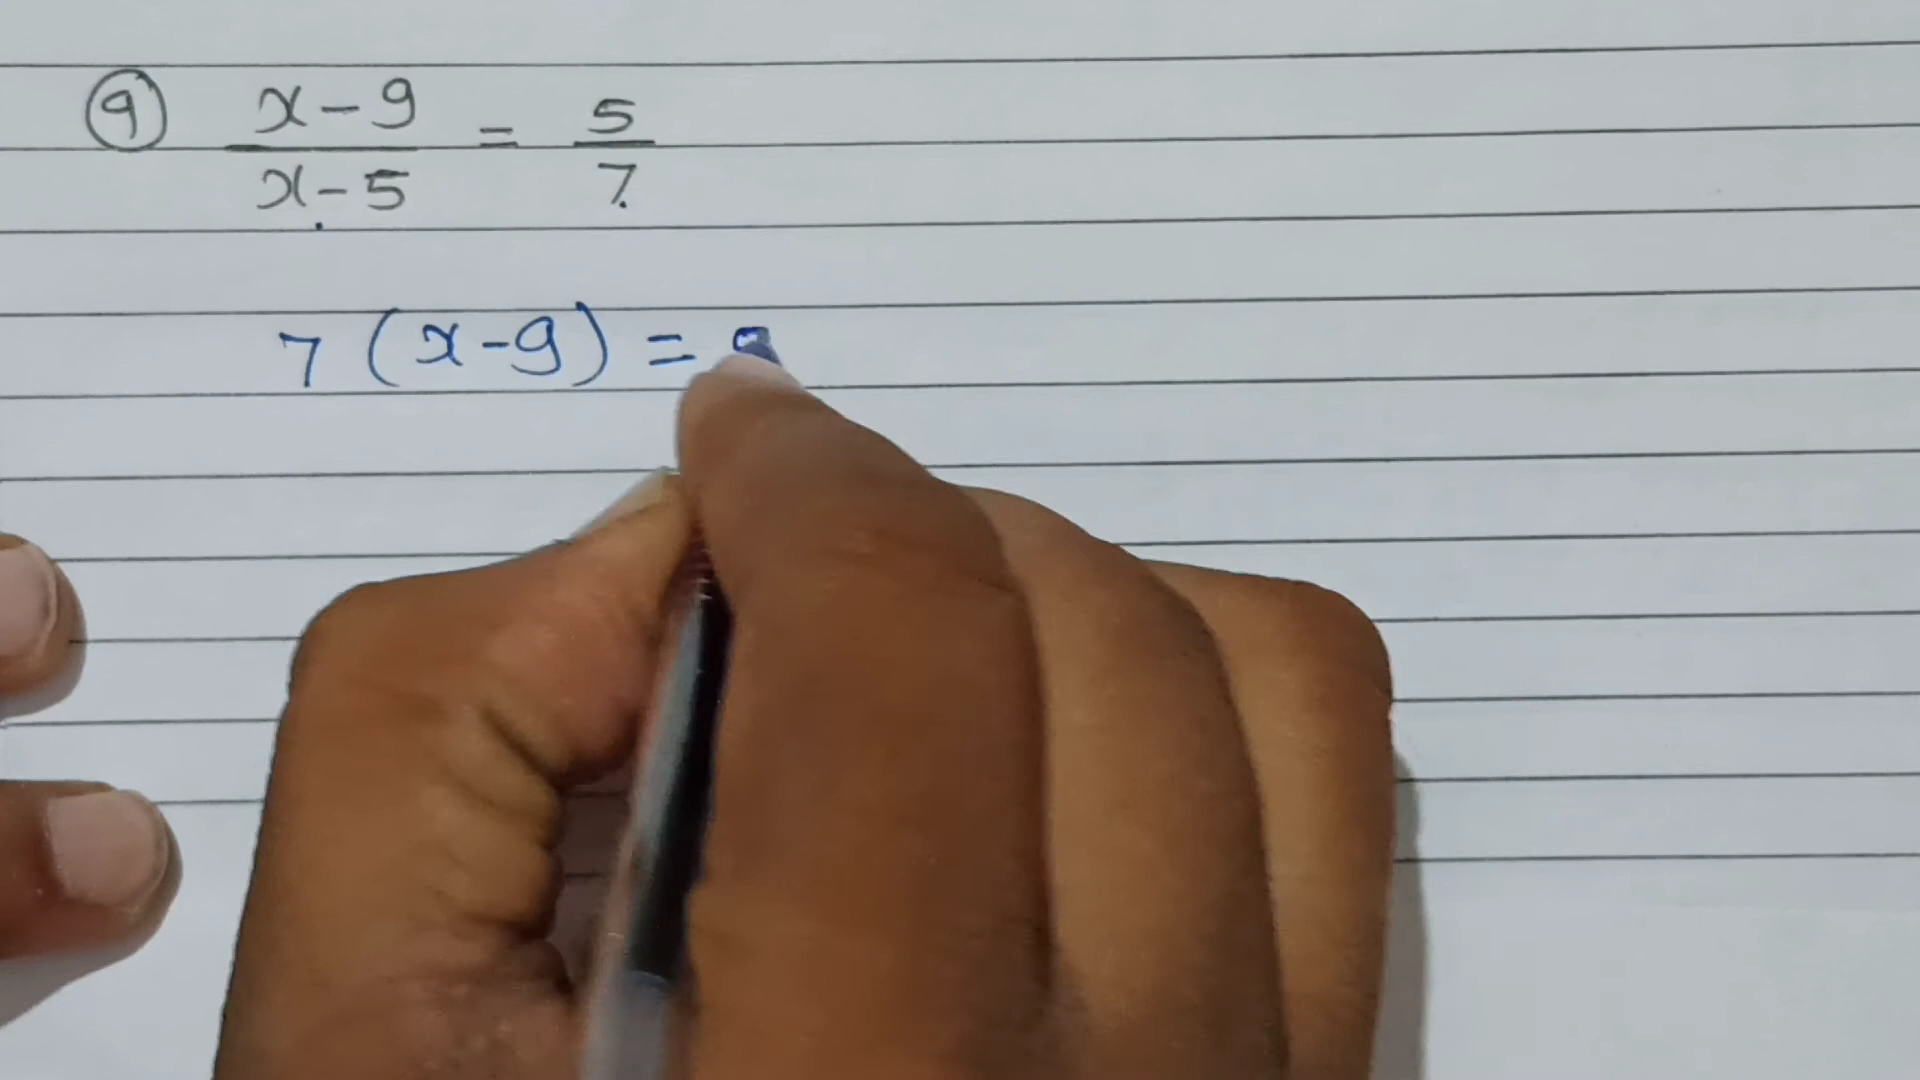 9 x-9 = 5
x-5 7
7 (x-9) =